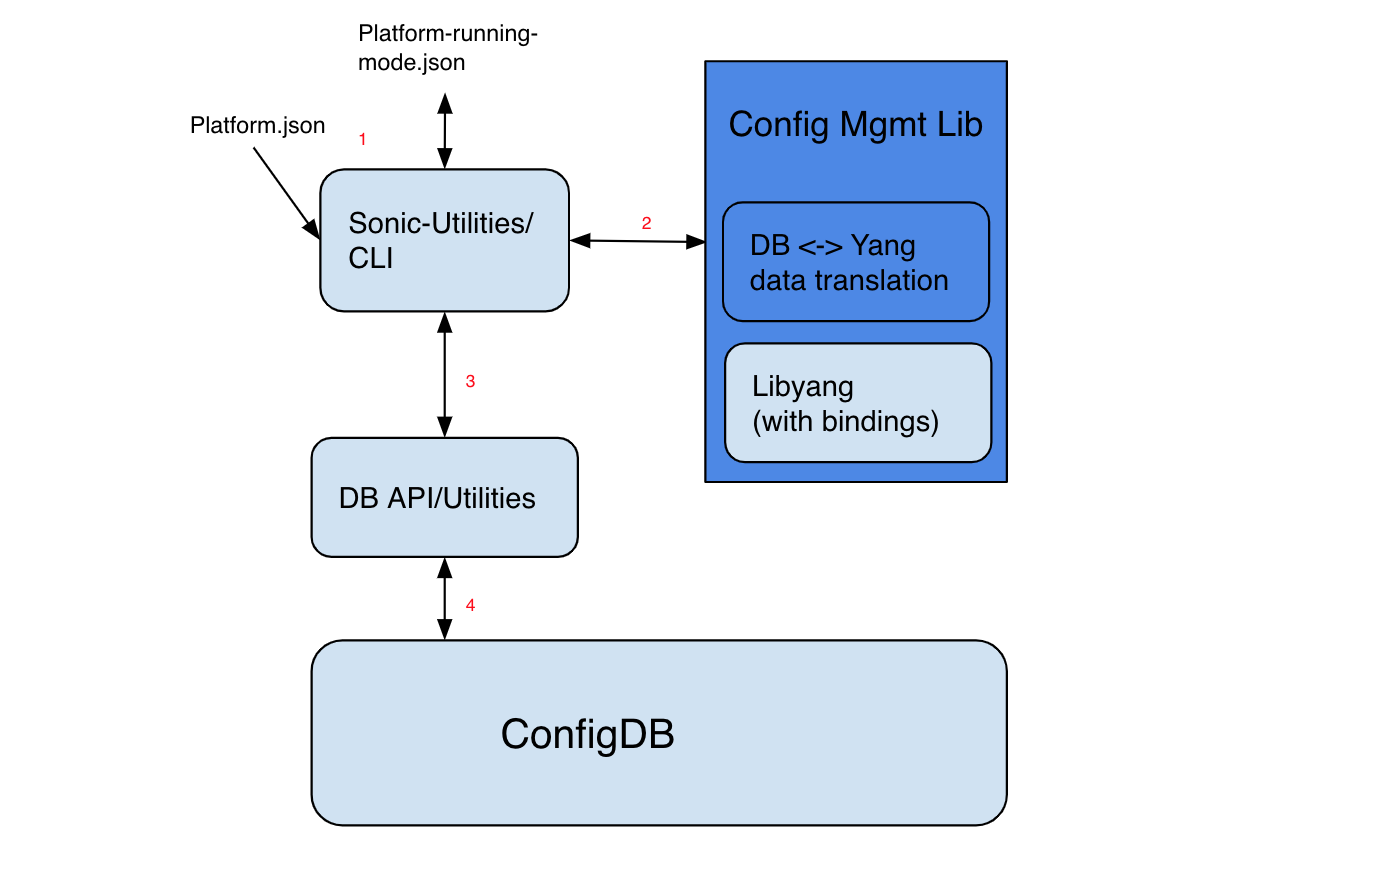 Platform-running-
mode.json
Platform.json
1
Config Mgmt Lib
Sonic-Utilities/
CLI
2
DB <-> Yang
data translation
3
Libyang
(with bindings)
DB API/Utilities
4
ConfigDB